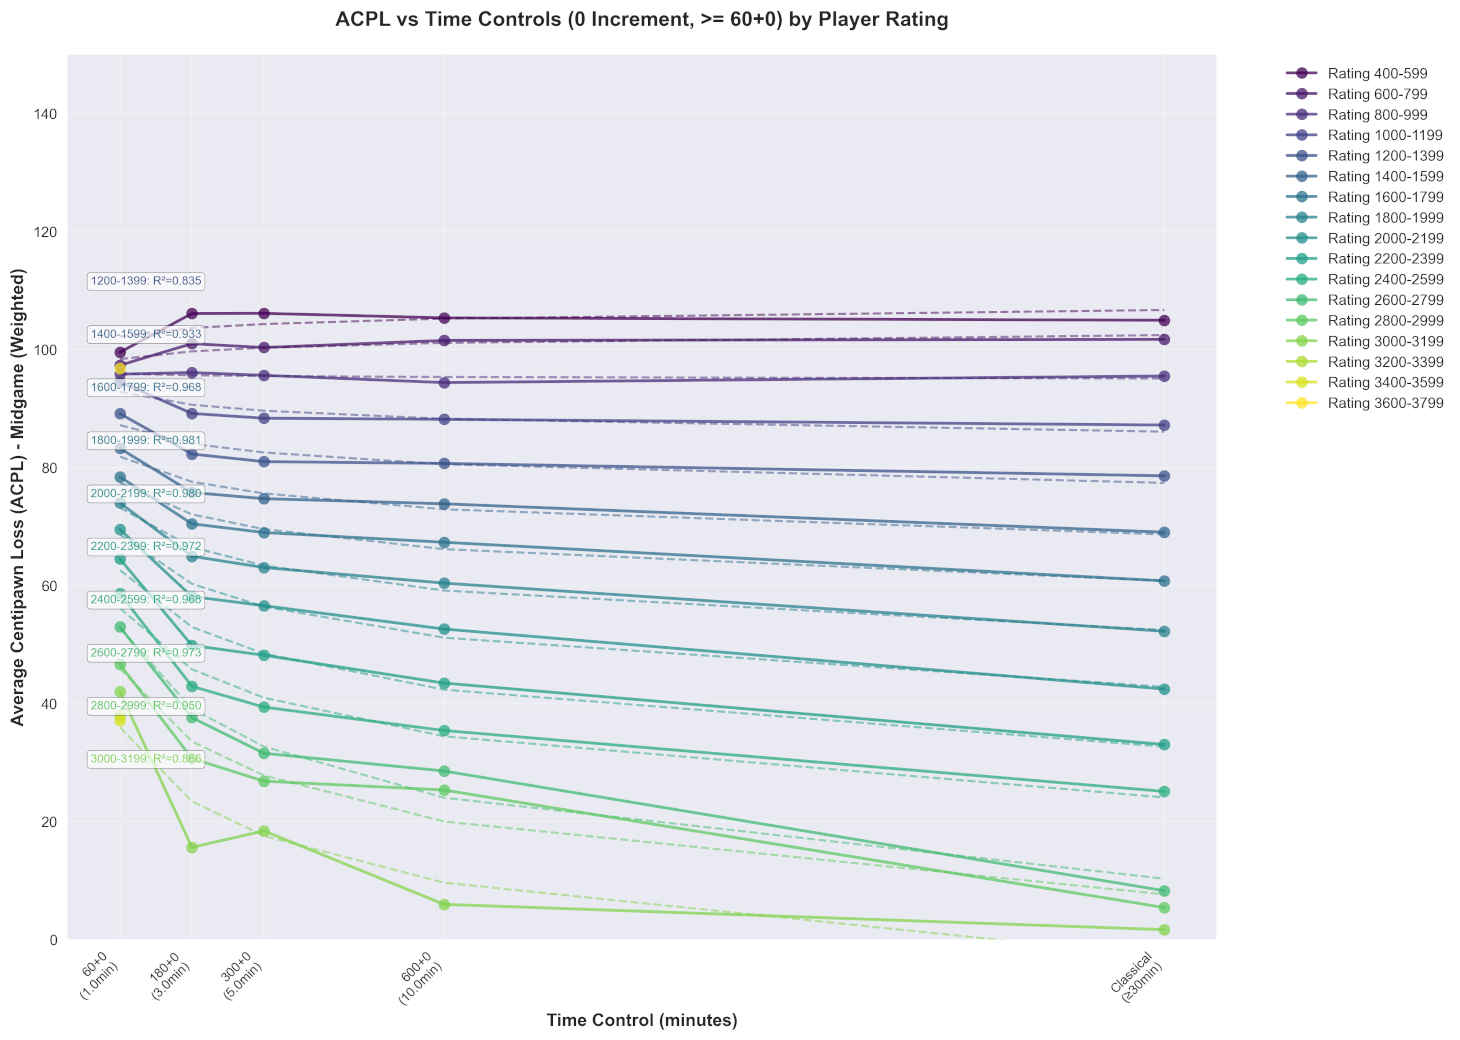 ACPL vs Time Controls (0 Increment, >= 60+0) by Player Rating
Average Centipawn Loss (ACPL) - Midgame (Weighted)
140
120
100
80
60
40
20
0
1200-1399: R²=0.835
1400-1599: R²=0.933
1600-1799: R²=0.968
1800-1999: R²=0.981
2000-2199: R²=0.980
2200-2399: R²=0.972
2400-2599: R²=0.968
2600-2799: R²=0.973
2800-2999: R²=0.950
3000-3199: R²=0.886
60+0
(1.0min)
180+0
(3.0min)
300+0
(5.0min)
600+0
(10.0min)
Classical
(≥30min)
Time Control (minutes)
Rating 400-599
Rating 600-799
Rating 800-999
Rating 1000-1199
Rating 1200-1399
Rating 1400-1599
Rating 1600-1799
Rating 1800-1999
Rating 2000-2199
Rating 2200-2399
Rating 2400-2599
Rating 2600-2799
Rating 2800-2999
Rating 3000-3199
Rating 3200-3399
Rating 3400-3599
Rating 3600-3799